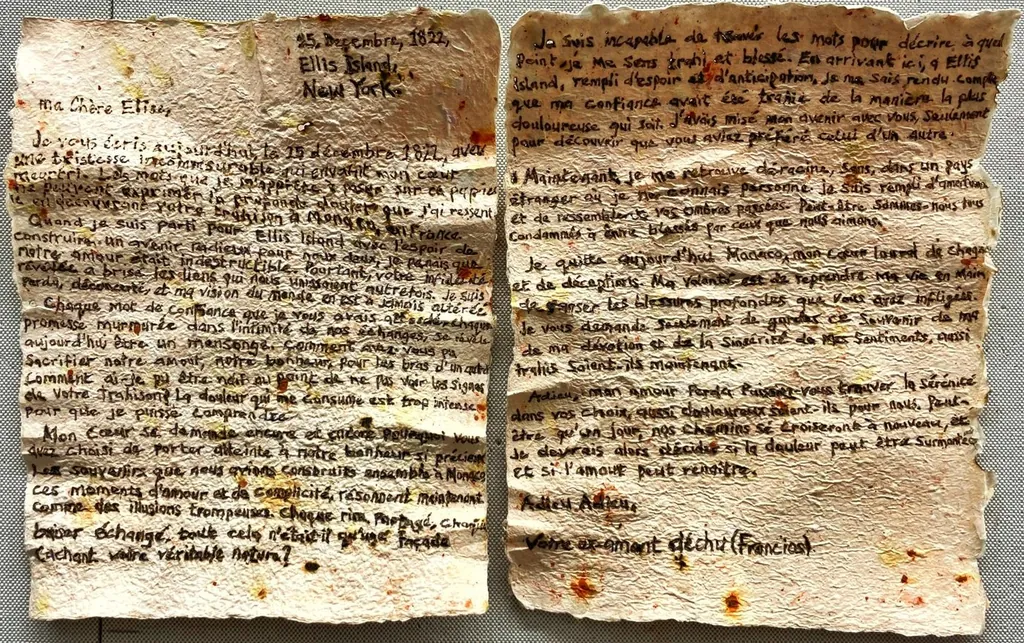 25, Decembre, 1822,
Ellis Island,
New York.
Ma Chère Elise,
Je vous écris aujourd'hui, le 25 décembre 1822, avec
une tristesse incommsurable qui envahit mon cœur
meurtri. Les mots que je m'apprête à poser sur ce papier
ne peuvent exprimer la profonde douleur que j'ai ressent
en découvrant votre trahison à Monaco, en France
Quand je suis parti pour Ellis Island avec l'espoir de
construire un avenir radieux pour nous deux, je pensais que
notre amour était indestructible. Pourtant, votre infidélité
révélée a brisé les liens qui nous unissaient autrefois. Je suis
perdu, déconcerté, et ma vision du monde en est à jamais altérée
Chaque mot de confiance que je vous avais chaque
promesse murmurée dans l'intimité de nos échanges, se révèle
aujourd'hui être un mensonge. Comment avez vous pu
Sacrifier notre amour, notre bonheur, pour les bras d'un autre
Comment ai-je pu être naïf au point de ne pas voir les signes
de votre trahison? La douleur qui me consume est trop intense
pour que je puisse comprendre
Mon Cœur se demande encore et encore pourquoi vous
avez choisi de porter atteinte à notre bonheur si précieux
Les souvenirs que nous avions construits ensemble à Monaco
ces moments d'amour et de complicité, résonnent maintenant
comme des illusions trompeuses. Chaque rire partagé, Chaque
baiser échangé, tout cela n'était il qu'une façade
Cachant votre véritable nature?
Je suis incapable de les mots pour décrire à quel
Point je me sens trahi et blessé. En arrivant ici, à Ellis
Island, rempli d'espoir et d'anticipation, je me sais rendu compte
que ma confiance avait été trahie de la manière la plus
douloureuse qui soit. J'avais mise mon avenir avec vous, seulement
pour découvrir que vous aviez préféré celui d'un autre.
Maintenant, je me retrouve déraciné, sens, dans un pays
étranger au je ne connais personne je suis rempli d'amertume
et de vos ombres passées. Peut-être sommes-nous tous
condamnés à être blessés par ceux que nous aimons.
Je quitte aujourd'hui Monaco, mon cœur lourd de chagrin
et de déceptions. Ma volonté est de reprendre ma vie en main
de panser les blessures profondes que vous avez infligées.
Je vous demande seulement de garder ce souvenir de ma
de ma dévotion et de la sincérité de mes sentiments, aussi
trahis soient-ils maintenant.
Adieu, mon amour perdu Puissiez-vous trouver la sérénité
dans vos choix, aussi douloureux soient-ils pour nous. Peut-
être qu'un jour, nos chemins se croiseront à nouveau, et
je devrais alors décider si la douleur peut être surmontée
et si l'amour peut renaître.
Adieu Adieu,
Votre ex-amant déchu (Francios).